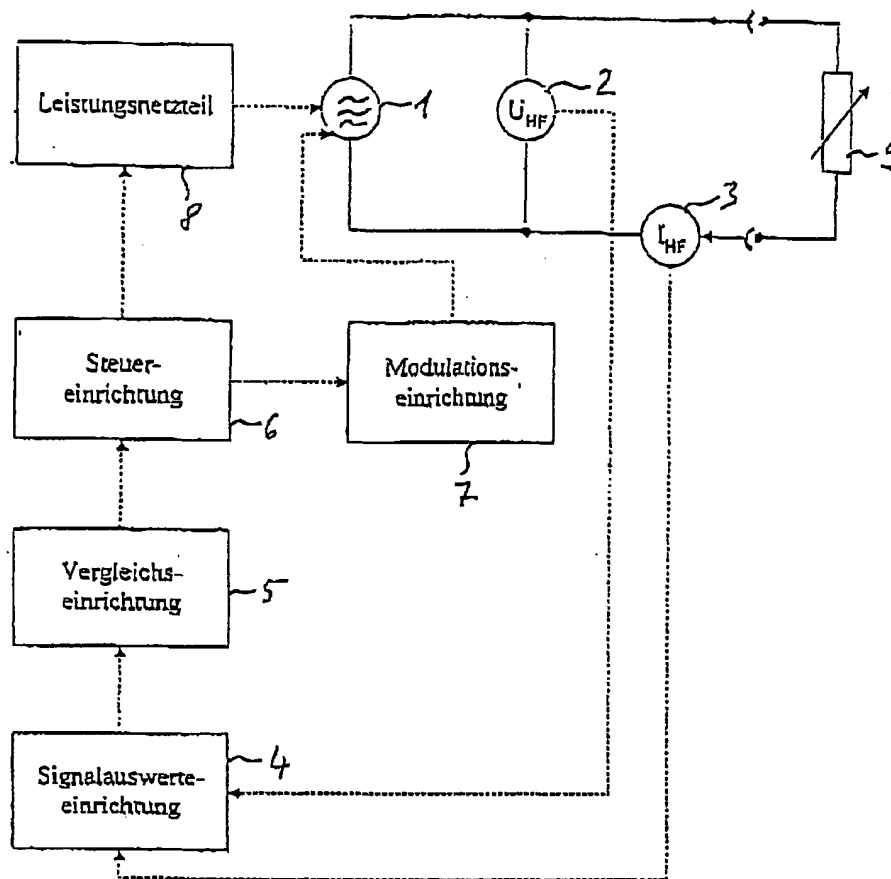 Leistungsnetzteil
8
1
2
U_HF
3
I_HF
Steuer-
einrichtung
6
Modulations-
einrichtung
7
Vergleichs-
einrichtung
5
Signalauswerte-
einrichtung
4